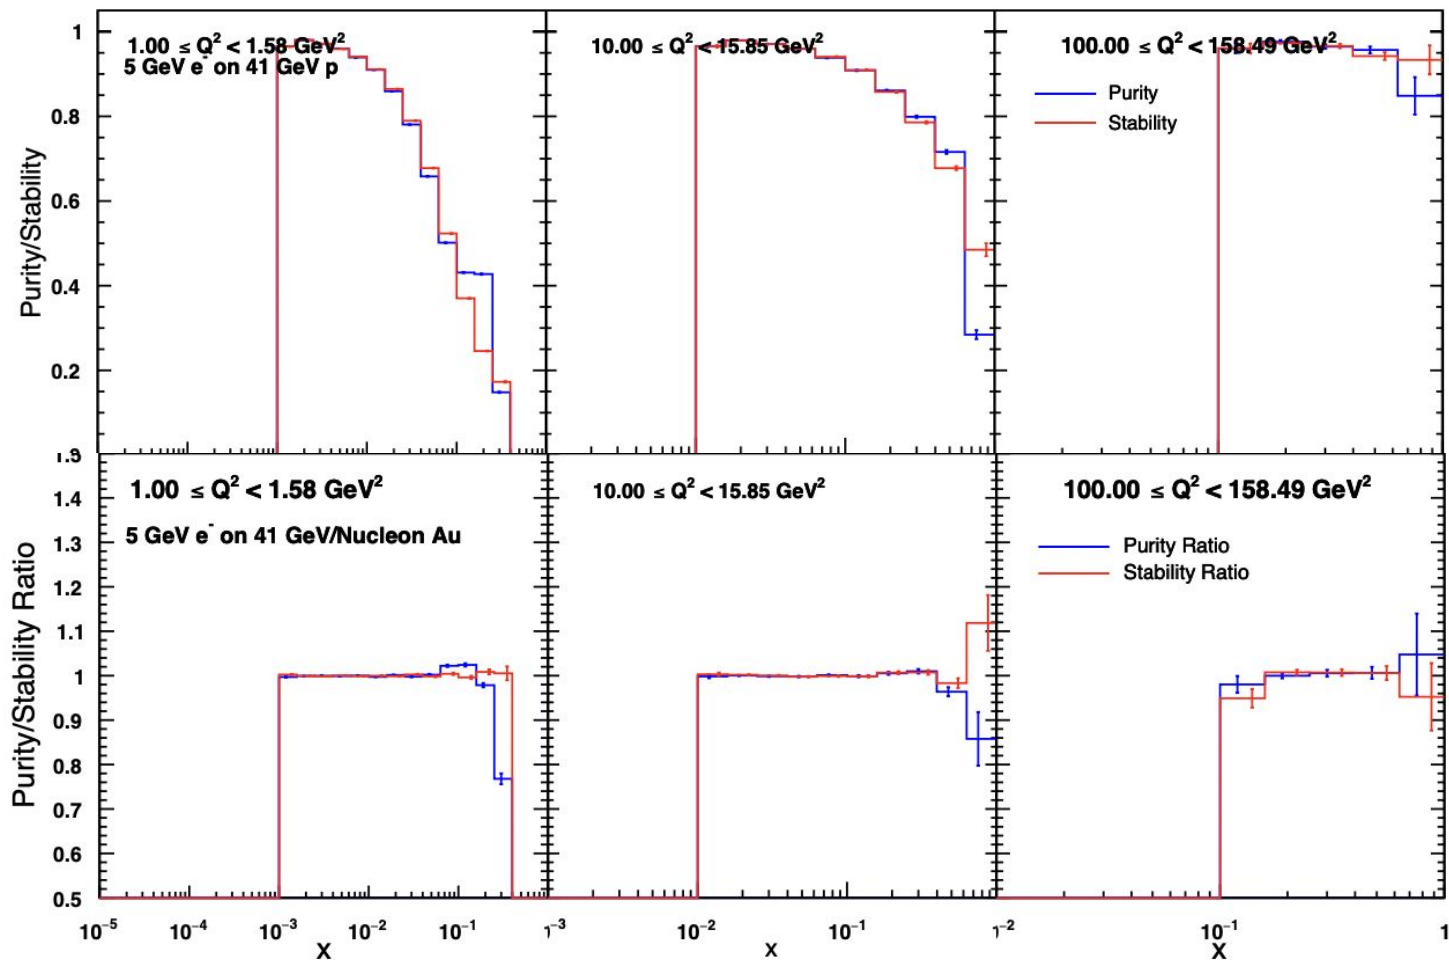 1.00 ≤ Q² < 1.58 GeV²
5 GeV e⁻ on 41 GeV p
10.00 ≤ Q² < 15.85 GeV²
100.00 ≤ Q² < 158.49 GeV²
Purity
Stability
Purity/Stability
1
0.8
0.6
0.4
0.2
1.00 ≤ Q² < 1.58 GeV²
5 GeV e⁻ on 41 GeV/Nucleon Au
10.00 ≤ Q² < 15.85 GeV²
100.00 ≤ Q² < 158.49 GeV²
Purity Ratio
Stability Ratio
Purity/Stability Ratio
1.4
1.3
1.2
1.1
1
0.9
0.8
0.7
0.6
0.5
10⁻⁵ 10⁻⁴ 10⁻³ 10⁻² 10⁻¹ 10⁻² 10⁻¹ 10⁻¹ 1
X X X